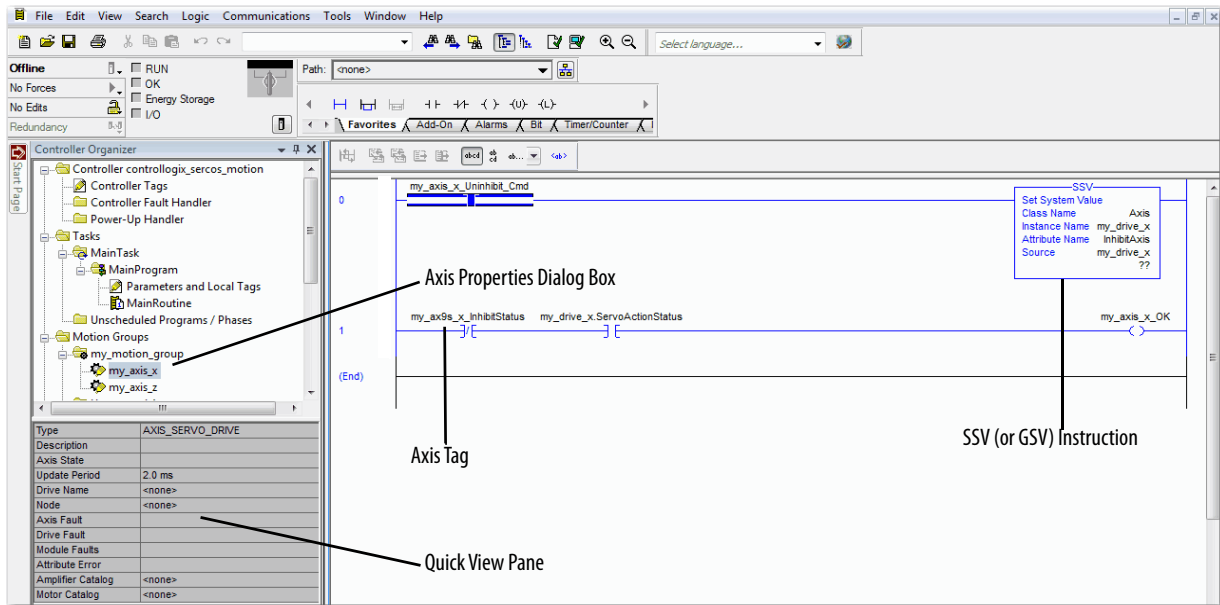 File Edit View Search Logic Communications Tools Window Help
Select language...
Offline
RUN
Path: <none>
No Forces
OK
Energy Storage
No Edits
I/O
Redundancy
Favorites Add-On Alarms Bit Timer/Counter
Start Page
Controller Organizer
Controller controllogix_sercos_motion
Controller Tags
Controller Fault Handler
Power-Up Handler
Tasks
MainTask
MainProgram
Parameters and Local Tags
MainRoutine
Unscheduled Programs / Phases
Motion Groups
my_motion_group
my_axis_x
my_axis_z
Type AXIS_SERVO_DRIVE
Description
Axis State
Update Period 2.0 ms
Drive Name <none>
Node <none>
Axis Fault
Drive Fault
Module Faults
Attribute Error
Amplifier Catalog <none>
Motor Catalog <none>
0
my_axis_x_Uninhibit_Cmd
SSV
Set System Value
Class Name Axis
Instance Name my_drive_x
Attribute Name InhibitAxis
Source my_drive_x
??
1
my_ax9s_x_InhibitStatus my_drive_x.ServoActionStatus my_axis_x_OK
(End)
Axis Properties Dialog Box
Axis Tag
SSV (or GSV) Instruction
Quick View Pane